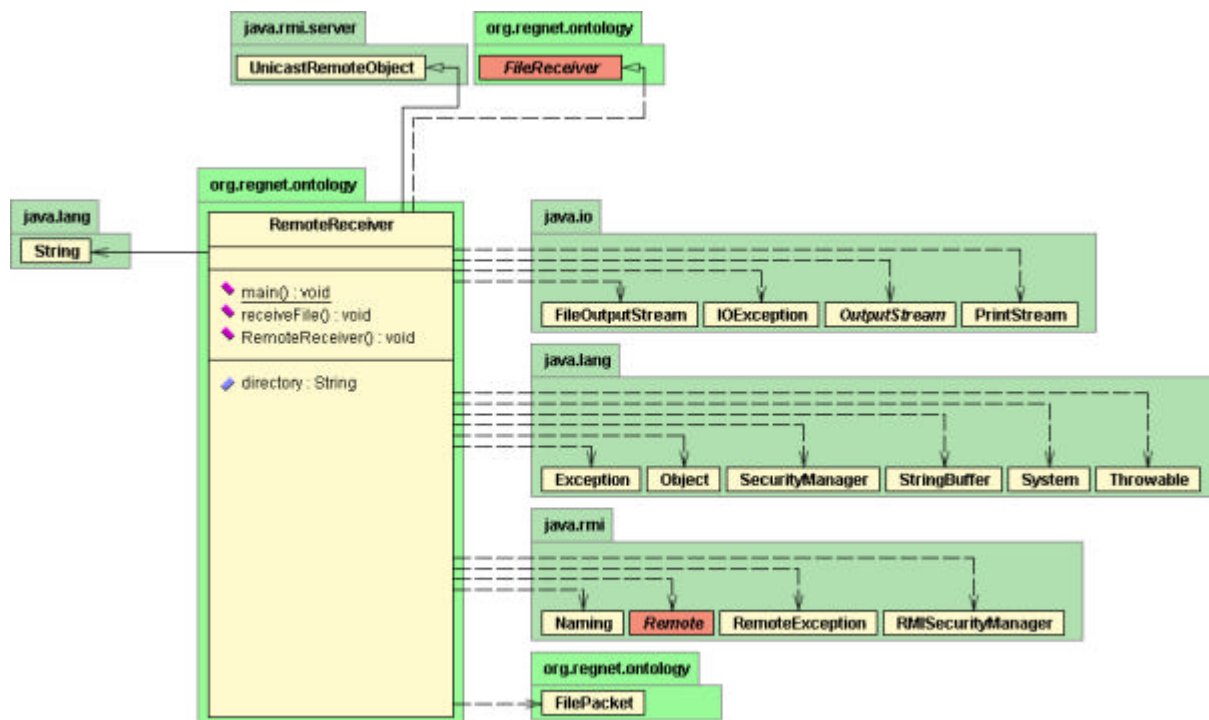 java.rmi.server
UnicastRemoteObject
org.regnet.ontology
FileReceiver
java.lang
String
org.regnet.ontology
RemoteReceiver
main() : void
receiveFile() : void
RemoteReceiver() : void
directory : String
java.io
FileOutputStream
IOException
OutputStream
PrintStream
java.lang
Exception
Object
SecurityManager
StringBuffer
System
Throwable
java.rmi
Naming
Remote
RemoteException
RMISecurityManager
org.regnet.ontology
FilePacket